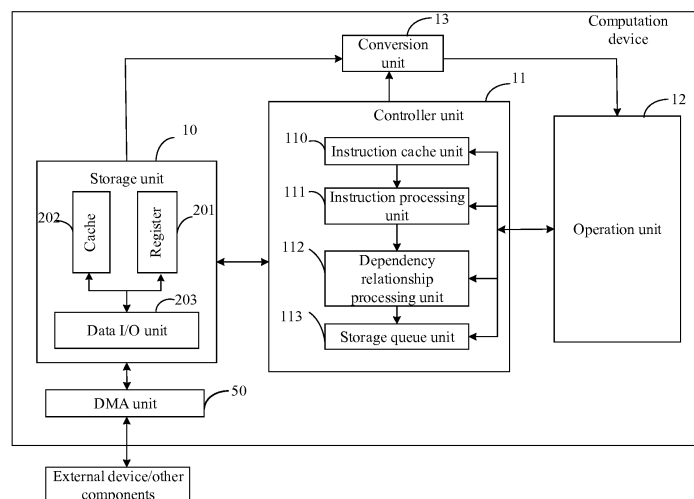 Computation
device
13
Conversion
unit
11
Controller unit
12
Operation unit
10
Storage unit
202
Cache
Register
201
203
Data I/O unit
110
Instruction cache unit
111
Instruction processing
unit
112
Dependency
relationship
processing unit
113
Storage queue unit
DMA unit
50
External device/other
components